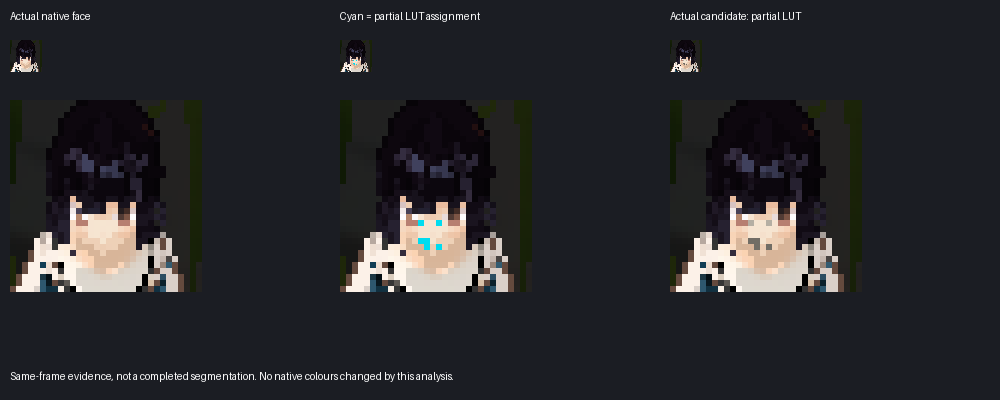 Actual native face
Cyan = partial LUT assignment
Actual candidate: partial LUT
Same-frame evidence, not a completed segmentation. No native colours changed by this analysis.